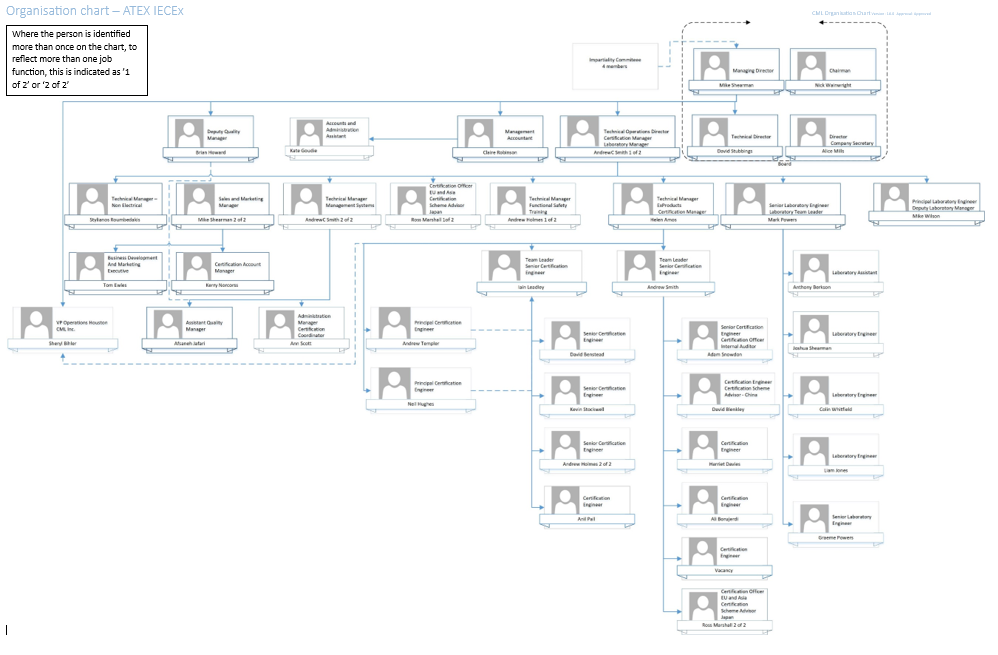 Organisation chart – ATEX IECEx
CML Organisation Chart
Where the person is identified
more than once on the chart, to
reflect more than one job
function, this is indicated as ‘1
of 2’ or ‘2 of 2’
Impartiality Committee
4 members
Managing Director
Mike Shearman
Chairman
Nick Wainwright
Deputy Quality
Manager
Brian Howard
Accounts and
Administration
Assistant
Kate Goudie
Management
Accountant
Claire Robinson
Technical Operations Director
Certification Manager
Laboratory Manager
AndrewC Smith 1 of 2
Technical Director
David Stubbings
Director
Company Secretary
Alice Mills
Board
Technical Manager –
Non Electrical
Stylianos
Sales and Marketing
Manager
Mike Shearman 2 of 2
Technical Manager
Management Systems
AndrewC Smith 2 of 2
Certification Officer
EU and Asia
Certification
Scheme Advisor
Japan
Ross Marshall 1of 2
Technical Manager
Functional Safety
Training
Andrew Holmes 1 of 2
Technical Manager
ExProducts
Certification Manager
Helen Amos
Senior Laboratory Engineer
Laboratory Team Leader
Mark Powers
Principal Laboratory Engineer
Deputy Laboratory Manager
Mike Wilson
Business Development
And Marketing
Executive
Tom Eagles
Certification Account
Manager
Kerry
Team Leader
Senior Certification
Engineer
Iain Leadley
Team Leader
Senior Certification
Engineer
Andrew Smith
Laboratory Assistant
Anthony Berkson
VP Operations Houston
CML Inc.
Sheryl
Assistant Quality
Manager
Afsaneh Jafari
Administration
Manager
Certification
Coordinator
Ann Scott
Principal Certification
Engineer
Andrew Templer
Senior Certification
Engineer
David Benstead
Senior Certification
Engineer
Certification Officer
Internal Auditor
Adam Snowdon
Laboratory Engineer
Joshua Shearman
Principal Certification
Engineer
Neil Hughes
Senior Certification
Engineer
Kevin Stockwell
Certification Engineer
Certification Scheme
Advisor - China
David Blenkley
Laboratory Engineer
Colin Whitfield
Senior Certification
Engineer
Andrew Holmes 2 of 2
Certification
Engineer
Harriet Davies
Laboratory Engineer
Liam Jones
Certification
Engineer
Anil Pall
Certification
Engineer
Ali
Senior Laboratory
Engineer
Graeme Powers
Certification
Engineer
Vacancy
Certification Officer
EU and Asia
Certification
Scheme Advisor
Japan
Ross Marshall 2 of 2